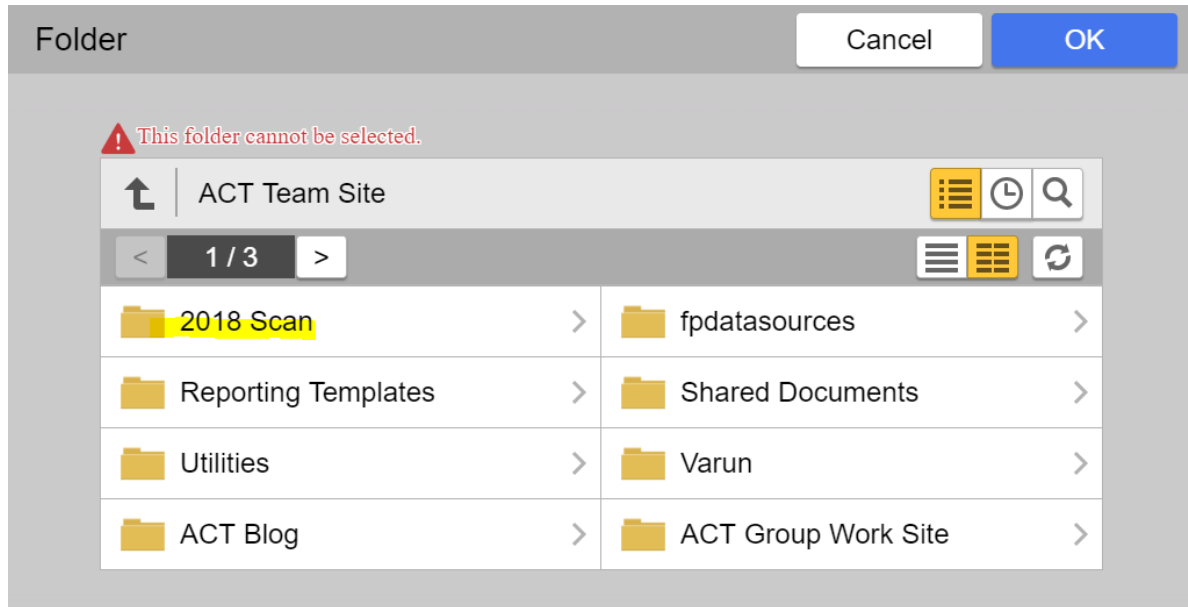 Folder
Cancel
OK
This folder cannot be selected.
ACT Team Site
<
1 / 3
>
2018 Scan
fpdatasources
Reporting Templates
Shared Documents
Utilities
Varun
ACT Blog
ACT Group Work Site